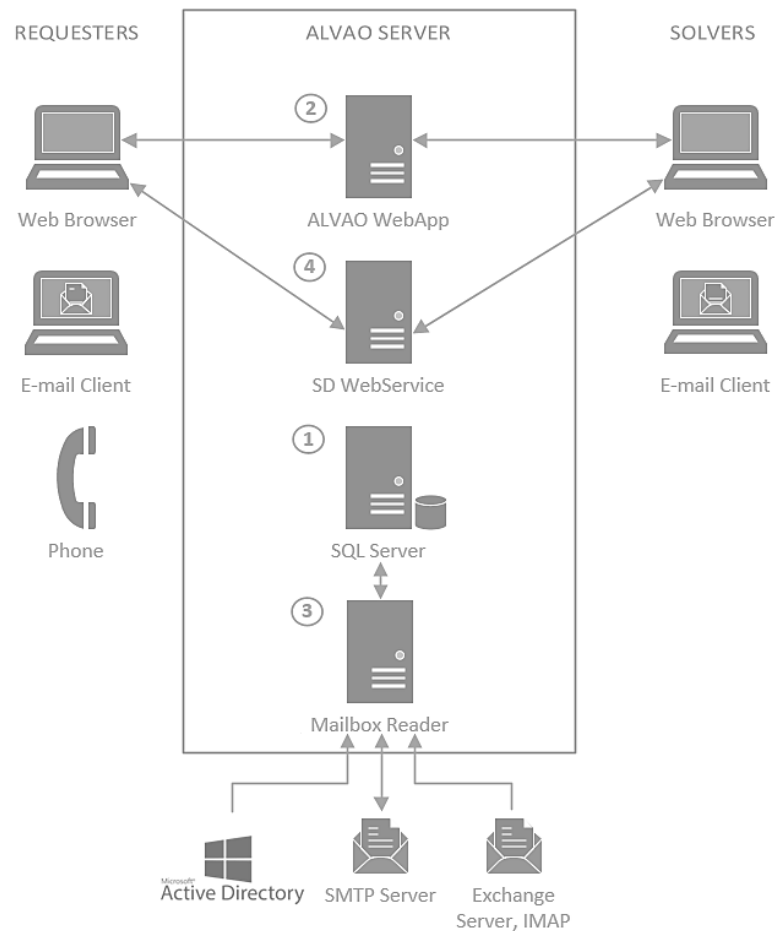 REQUESTERS
ALVAO SERVER
SOLVERS
2
Web Browser
ALVAO WebApp
Web Browser
4
E-mail Client
SD WebService
E-mail Client
1
Phone
SQL Server
3
Mailbox Reader
Microsoft®
Active Directory
SMTP Server
Exchange
Server, IMAP